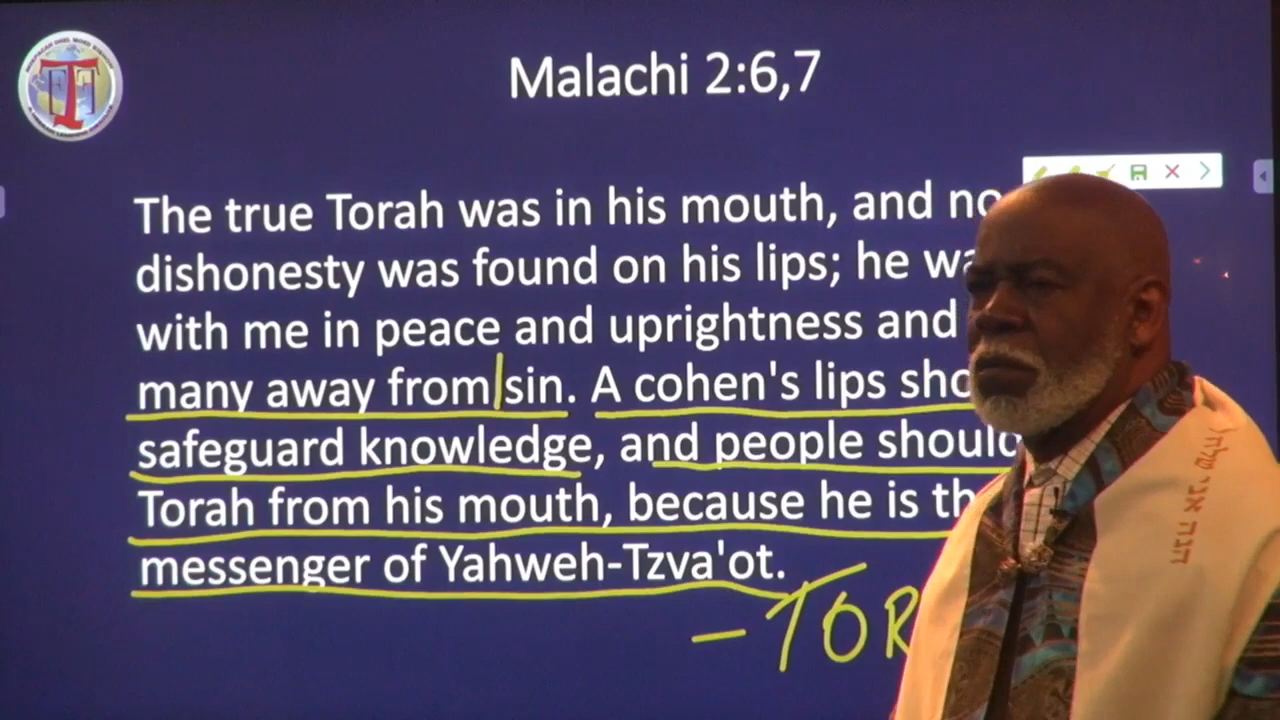 Malachi 2:6,7
The true Torah was in his mouth, and no
dishonesty was found on his lips; he wa
with me in peace and uprightness and
many away from sin. A cohen's lips sho
safeguard knowledge, and people should
Torah from his mouth, because he is th
messenger of Yahweh-Tzva'ot.
- TOR
הנה אני